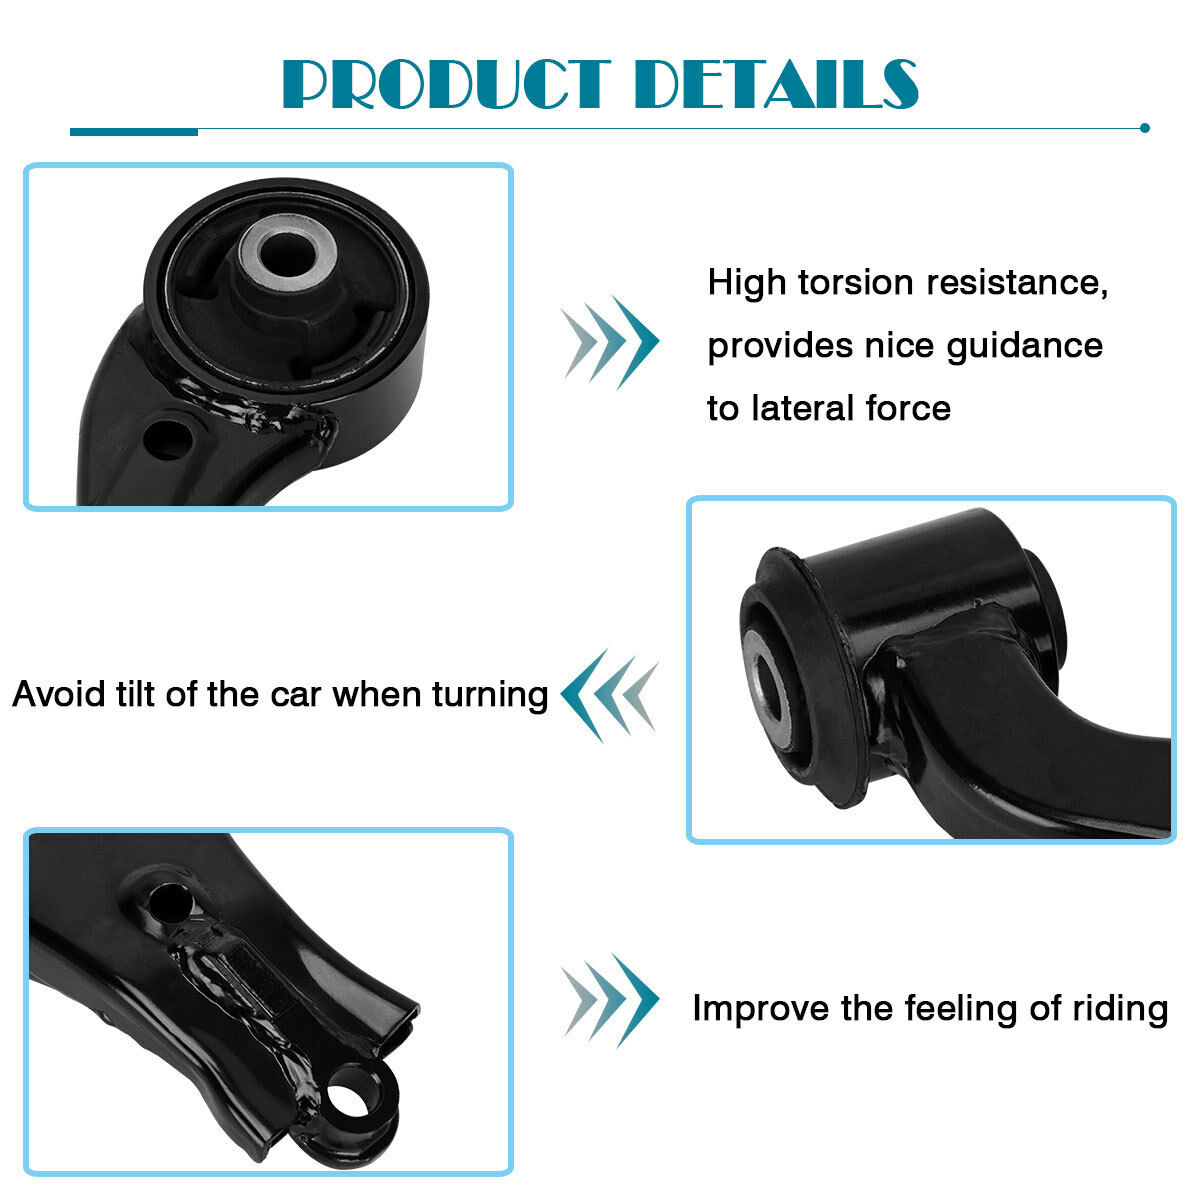 PRODUCT DETAILS
High torsion resistance,
provides nice guidance
to lateral force
Avoid tilt of the car when turning
Improve the feeling of riding